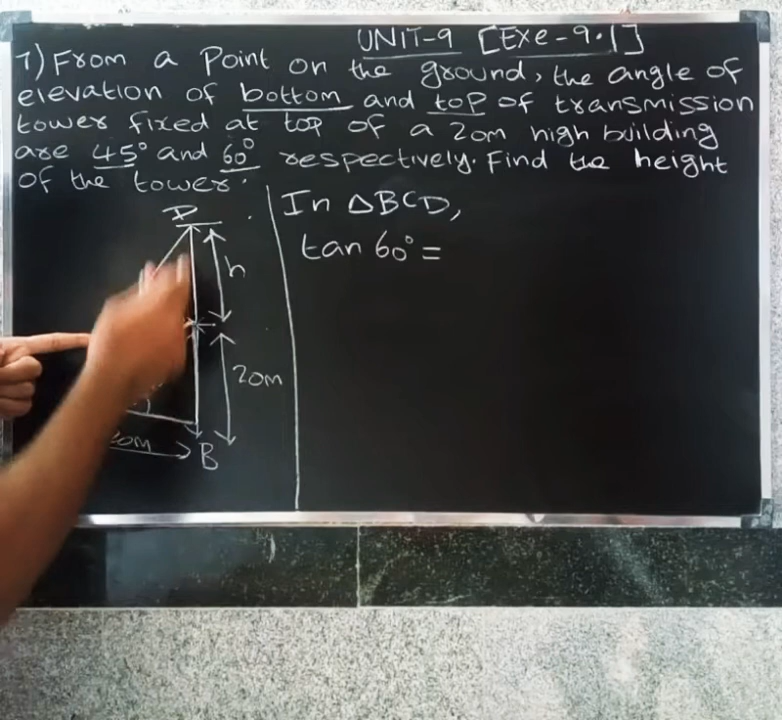 UNIT-9 [Exe-9.1]
7) From a Point on the ground, the angle of
elevation of bottom and top of transmission
tower fixed at top of a 20m high building
are 45° and 60° respectively. Find the height
of the tower.
In △BCD,
tan 60° =
D
h
20m
B